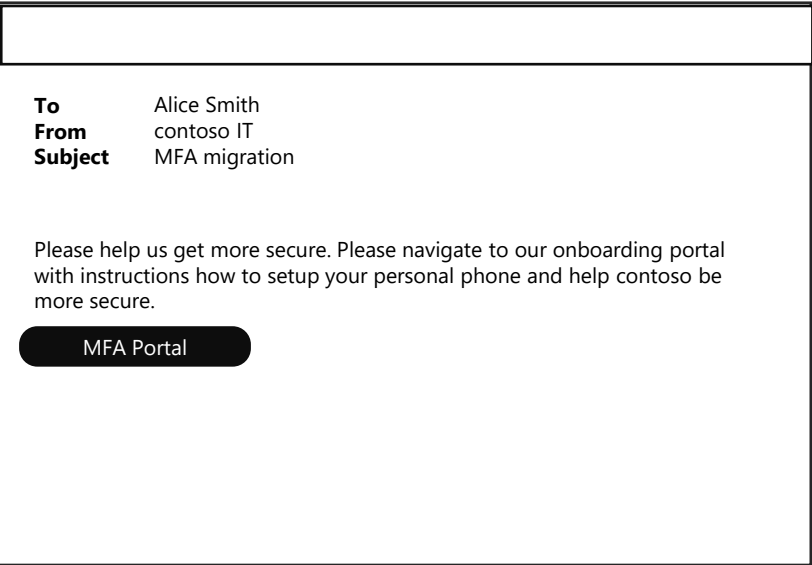 To Alice Smith
From contoso IT
Subject MFA migration
Please help us get more secure. Please navigate to our onboarding portal
with instructions how to setup your personal phone and help contoso be
more secure.
MFA Portal